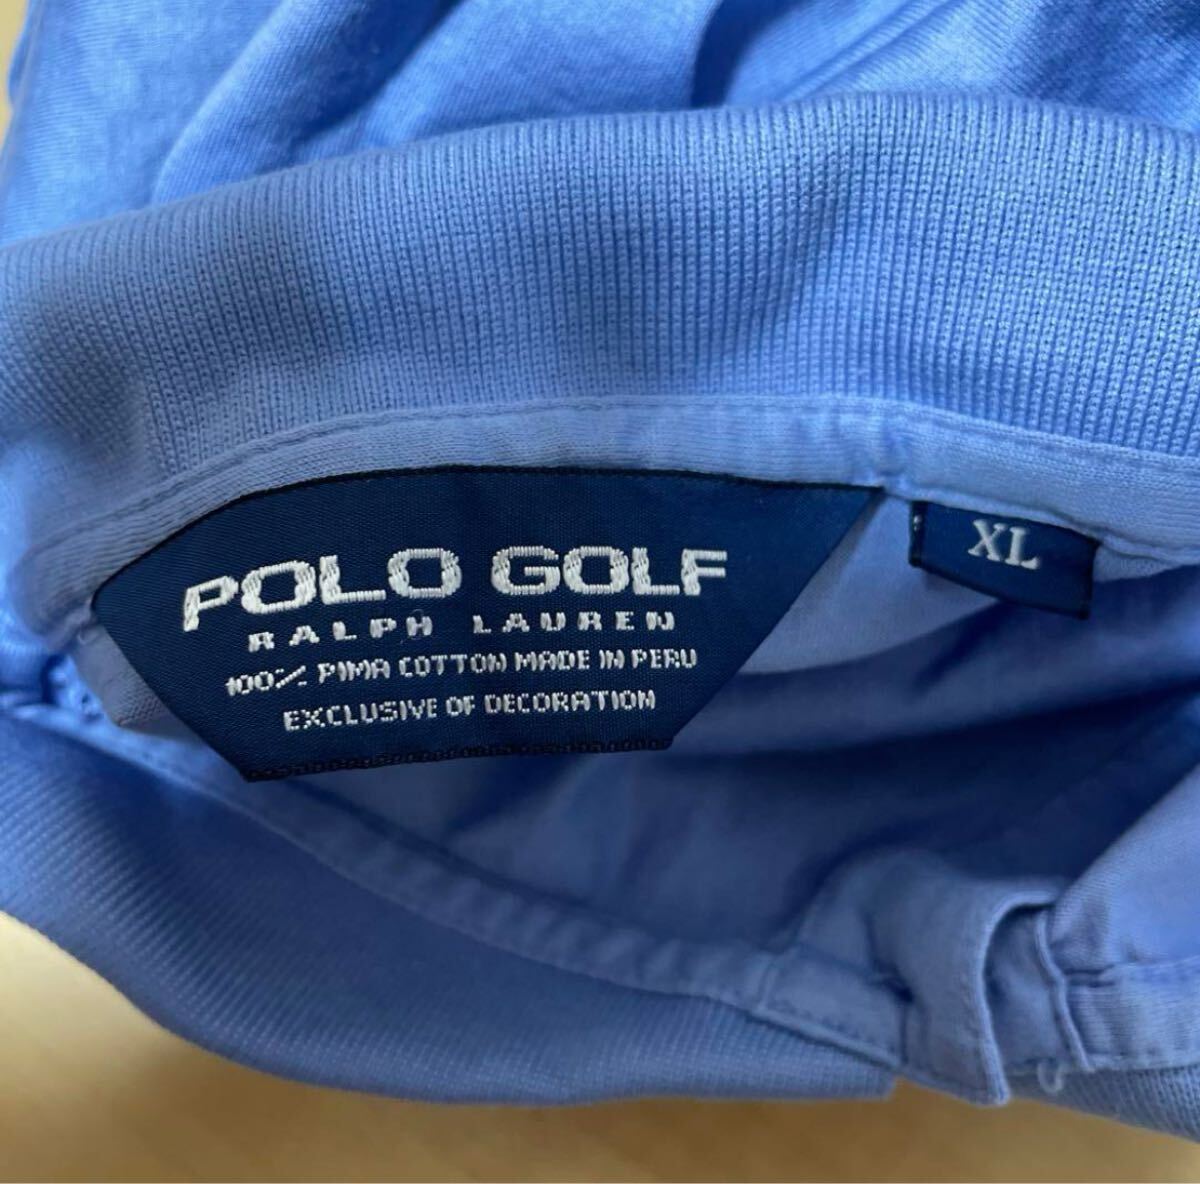 POLO GOLF
RALPH LAUREN
100% PIMA COTTON MADE IN PERU
EXCLUSIVE OF DECORATION
XL